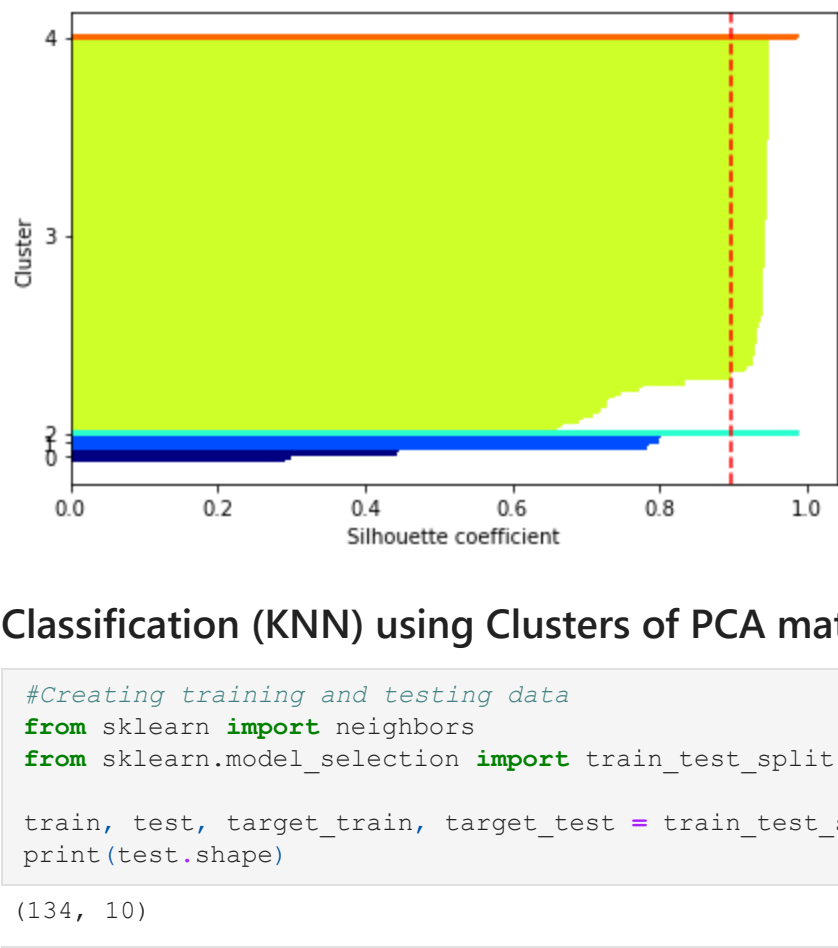 4
3
2
1
0
Cluster
0.0 0.2 0.4 0.6 0.8 1.0
Silhouette coefficient
Classification (KNN) using Clusters of PCA mat
#Creating training and testing data
from sklearn import neighbors
from sklearn.model_selection import train_test_split
train, test, target_train, target_test = train_test_s
print(test.shape)
(134, 10)